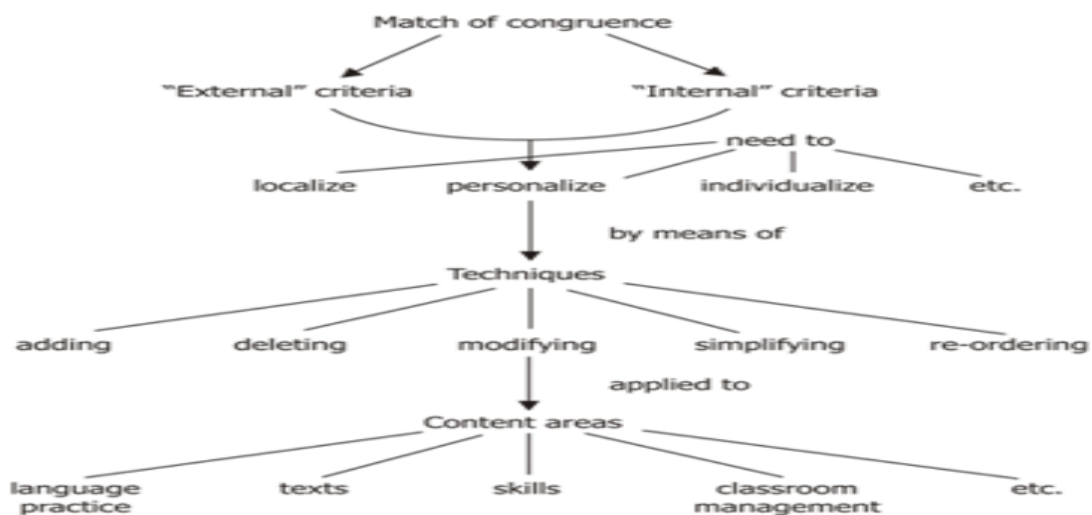 Match of congruence
“External” criteria “Internal” criteria
need to
localize personalize individualize etc.
by means of
Techniques
adding deleting modifying simplifying re-ordering
applied to
Content areas
language practice texts skills classroom management etc.